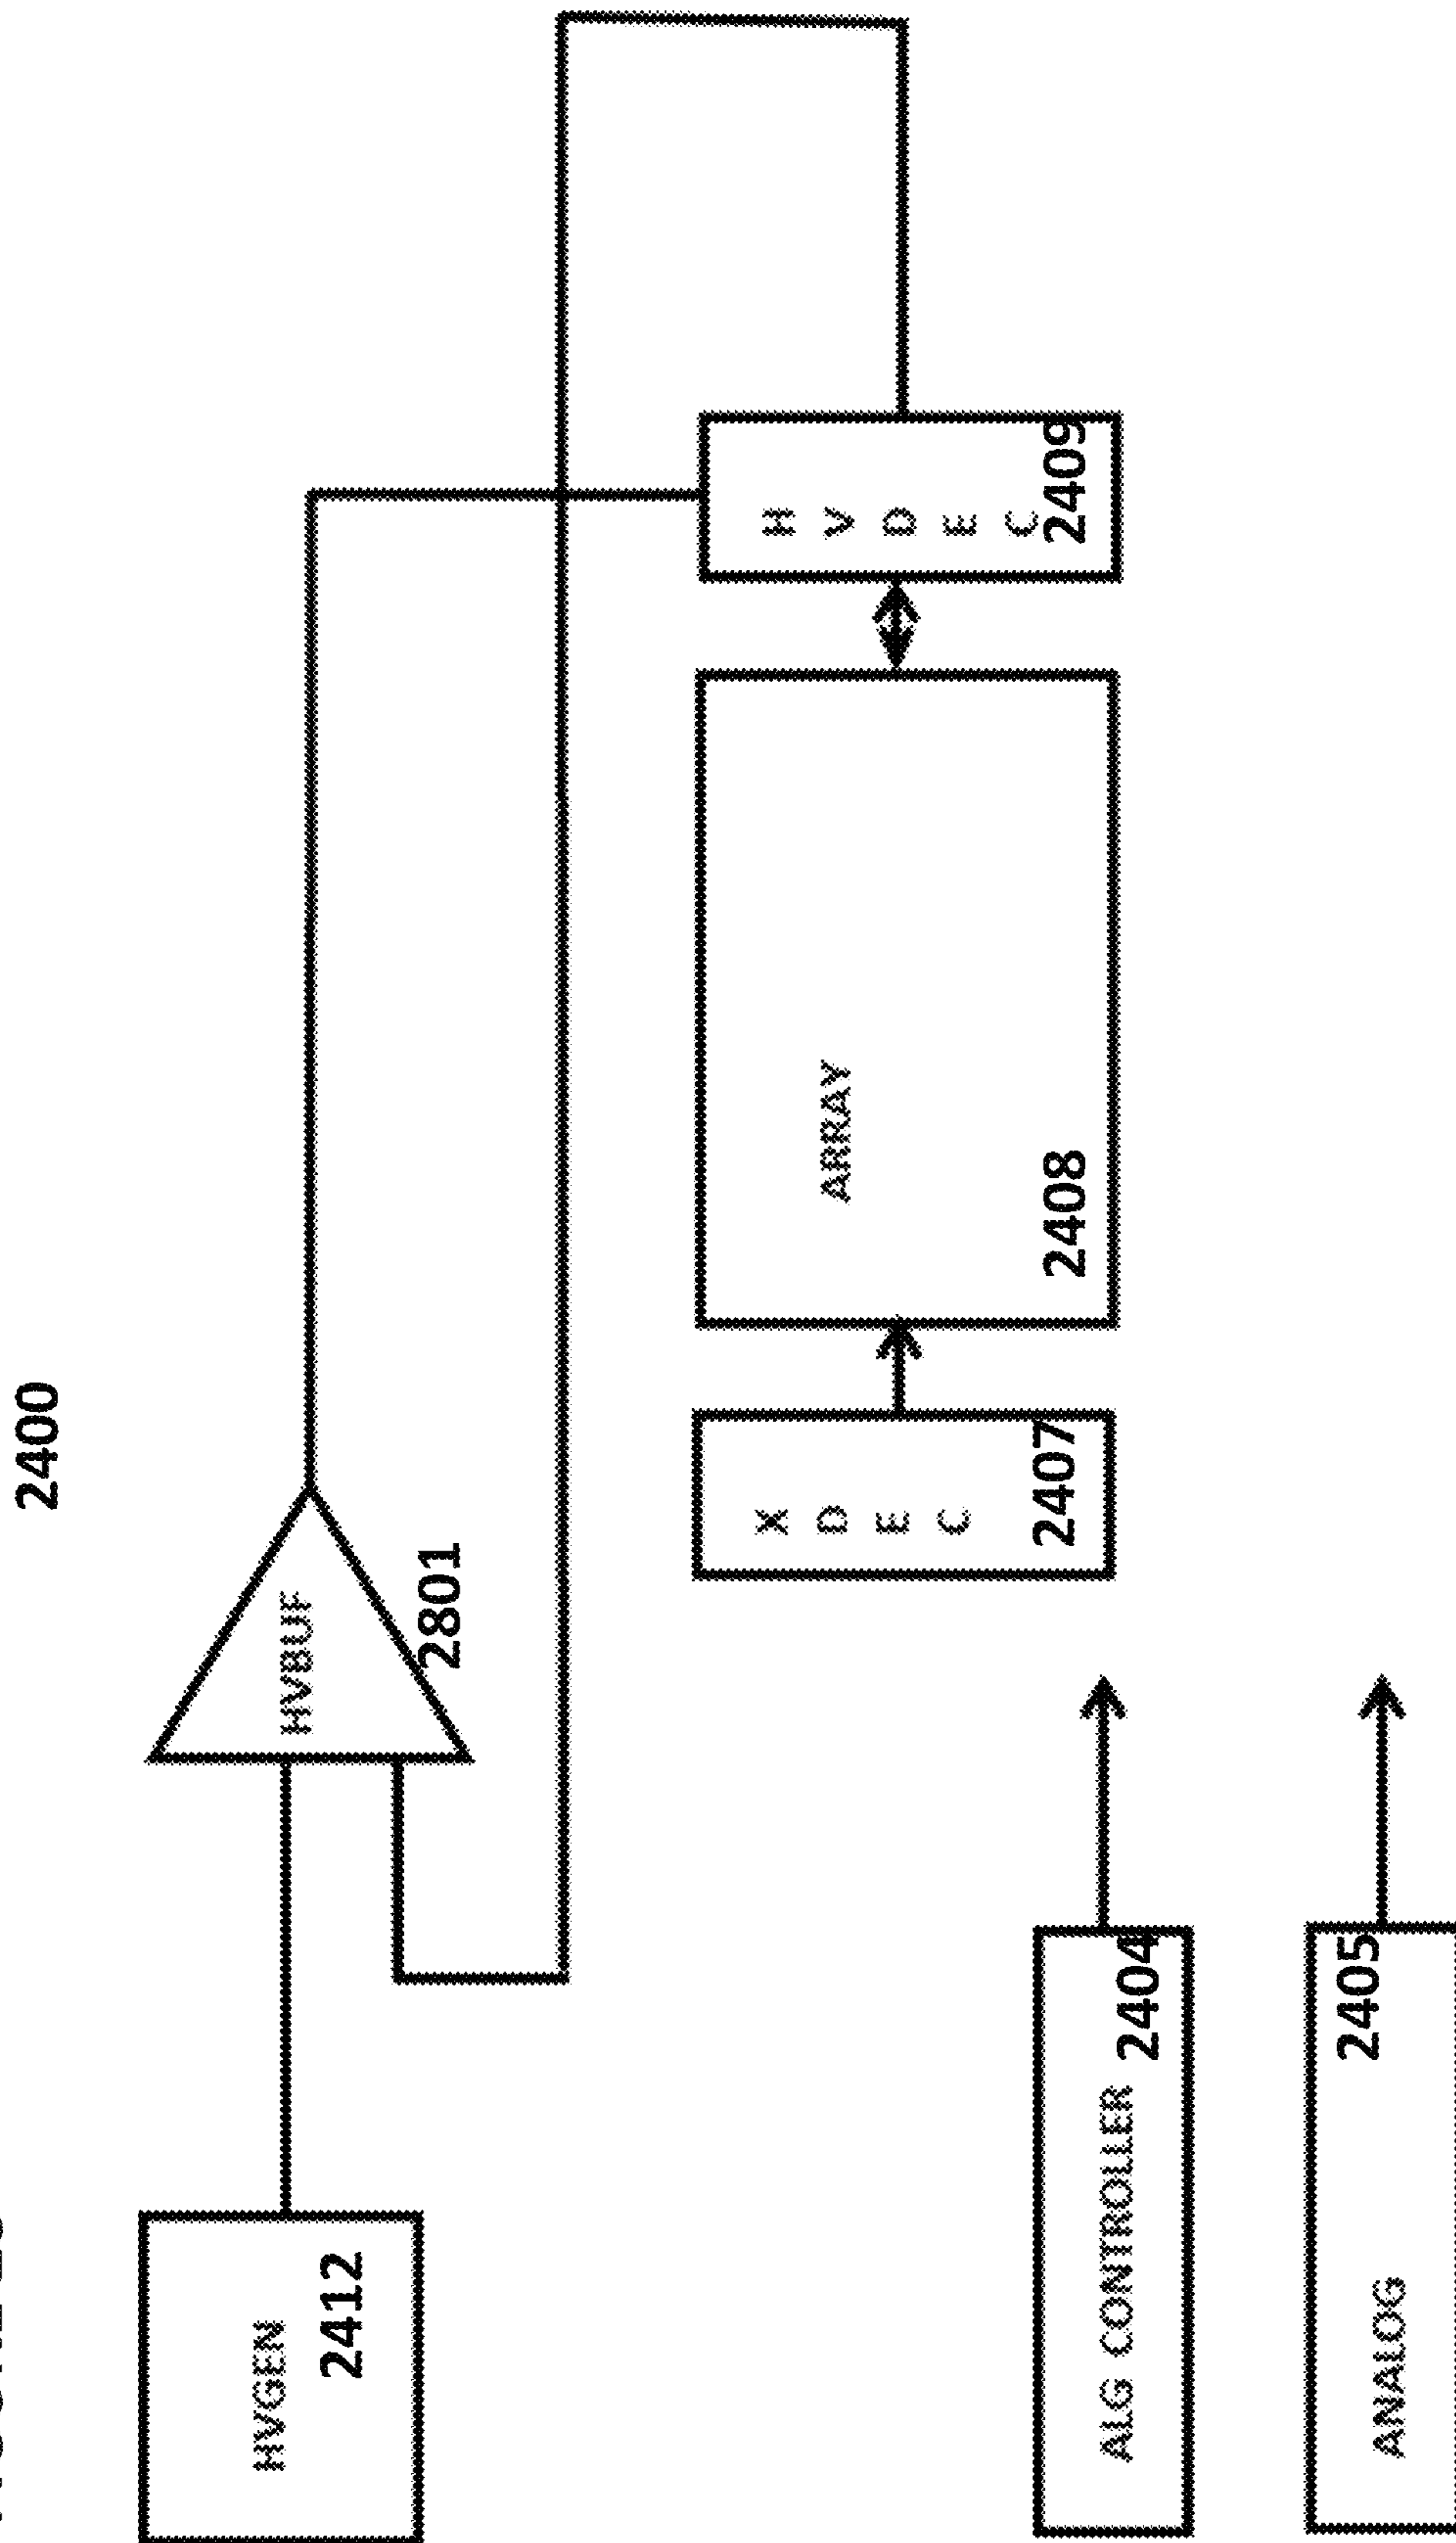 2400
HVGEN
2412
HVBUF
2801
X
D
E
C
2407
ARRAY
2408
H
V
D
E
C
2409
ALG CONTROLLER
2404
ANALOG
2405